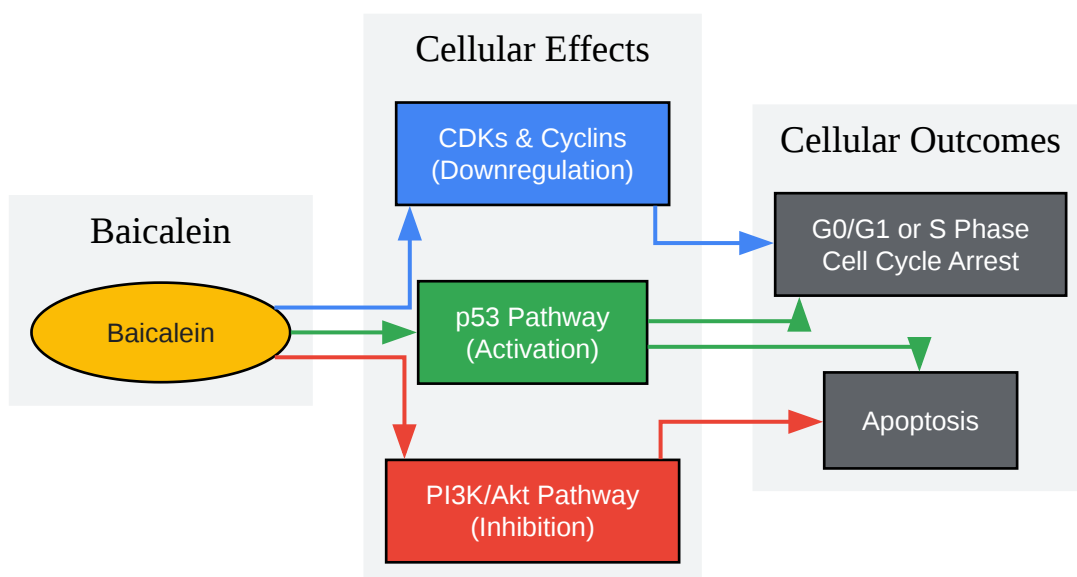 Baicalein
Baicalein
Cellular Effects
CDKs & Cyclins
(Downregulation)
p53 Pathway
(Activation)
PI3K/Akt Pathway
(Inhibition)
Cellular Outcomes
G0/G1 or S Phase
Cell Cycle Arrest
Apoptosis